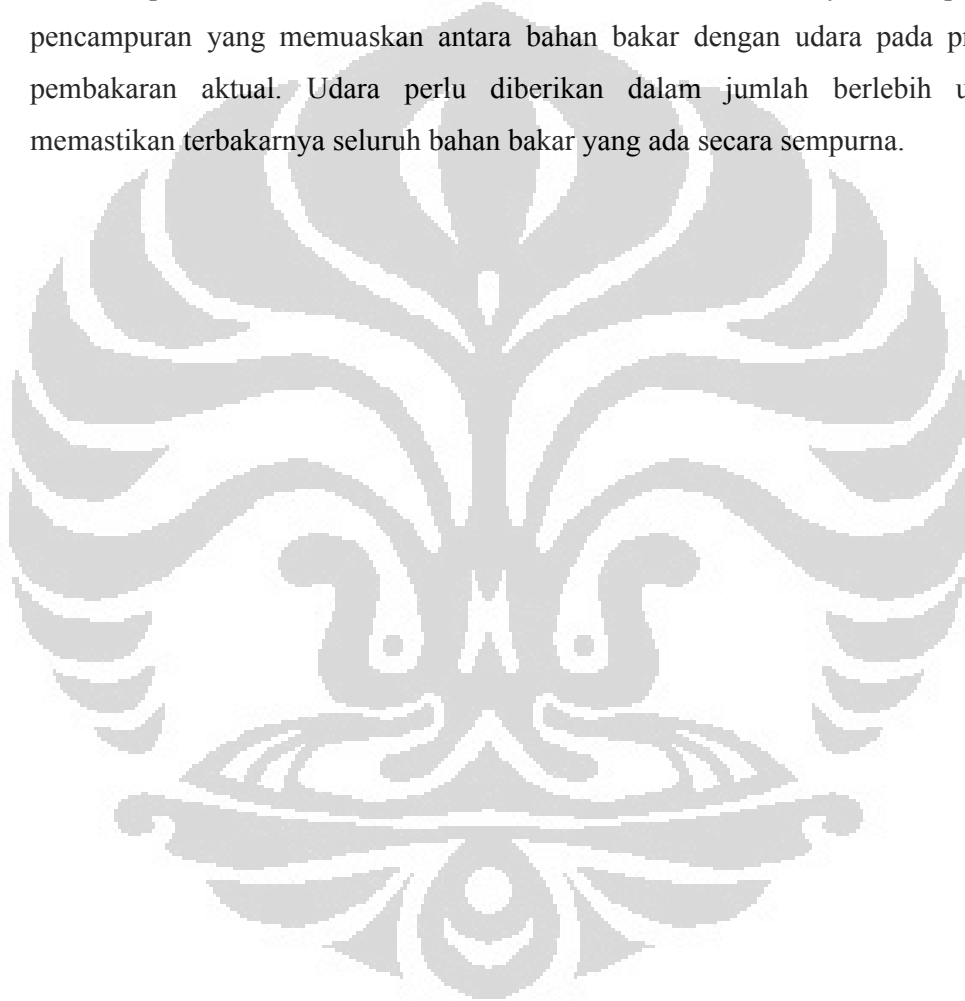 pencampuran yang memuaskan antara bahan bakar dengan udara pada
pembakaran aktual. Udara perlu diberikan dalam jumlah berlebih
memastikan terbakarnya seluruh bahan bakar yang ada secara sempurna.